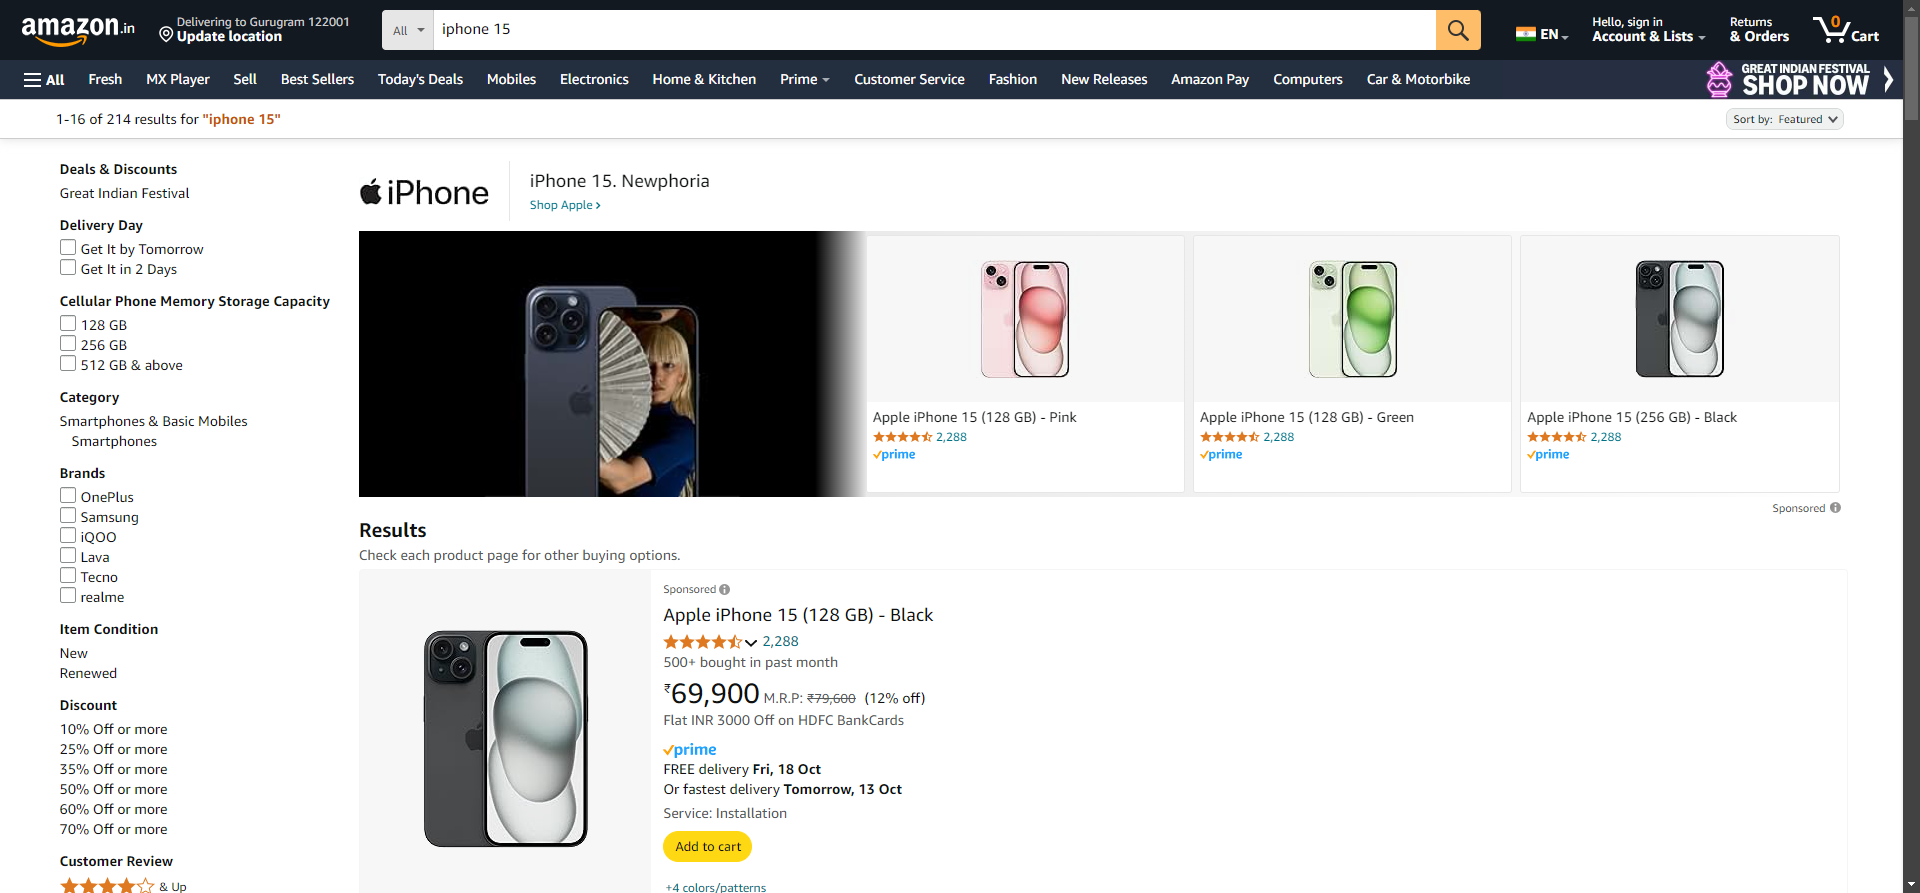 amazon.in
Delivering to Gurugram 122001
Update location
All
iphone 15
EN
Hello, sign in
Account & Lists
Returns
& Orders
0
Cart
All
Fresh
MX Player
Sell
Best Sellers
Today's Deals
Mobiles
Electronics
Home & Kitchen
Prime
Customer Service
Fashion
New Releases
Amazon Pay
Computers
Car & Motorbike
GREAT INDIAN FESTIVAL
SHOP NOW
1-16 of 214 results for "iphone 15"
Sort by: Featured
Deals & Discounts
Great Indian Festival
Delivery Day
Get It by Tomorrow
Get It in 2 Days
Cellular Phone Memory Storage Capacity
128 GB
256 GB
512 GB & above
Category
Smartphones & Basic Mobiles
Smartphones
Brands
OnePlus
Samsung
iQOO
Lava
Tecno
realme
Item Condition
New
Renewed
Discount
10% Off or more
25% Off or more
35% Off or more
50% Off or more
60% Off or more
70% Off or more
Customer Review
& Up
iPhone
iPhone 15. Newphoria
Shop Apple ›
Apple iPhone 15 (128 GB) - Pink
2,288
prime
Apple iPhone 15 (128 GB) - Green
2,288
prime
Apple iPhone 15 (256 GB) - Black
2,288
prime
Sponsored
Results
Check each product page for other buying options.
Sponsored
Apple iPhone 15 (128 GB) - Black
2,288
500+ bought in past month
₹69,900 M.R.P: ₹79,600 (12% off)
Flat INR 3000 Off on HDFC BankCards
prime
FREE delivery Fri, 18 Oct
Or fastest delivery Tomorrow, 13 Oct
Service: Installation
Add to cart
+4 colors/patterns